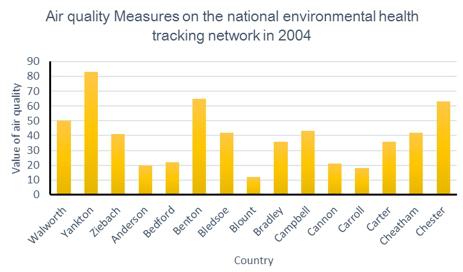 Air quality Measures on the national environmental health
tracking network in 2004
Value of air quality
90
80
70
60
50
40
30
20
10
0
Walworth
Yankton
Ziebach
Anderson
Bedford
Benton
Bledsoe
Blount
Bradley
Campbell
Cannon
Carroll
Carter
Cheatham
Chester
Country